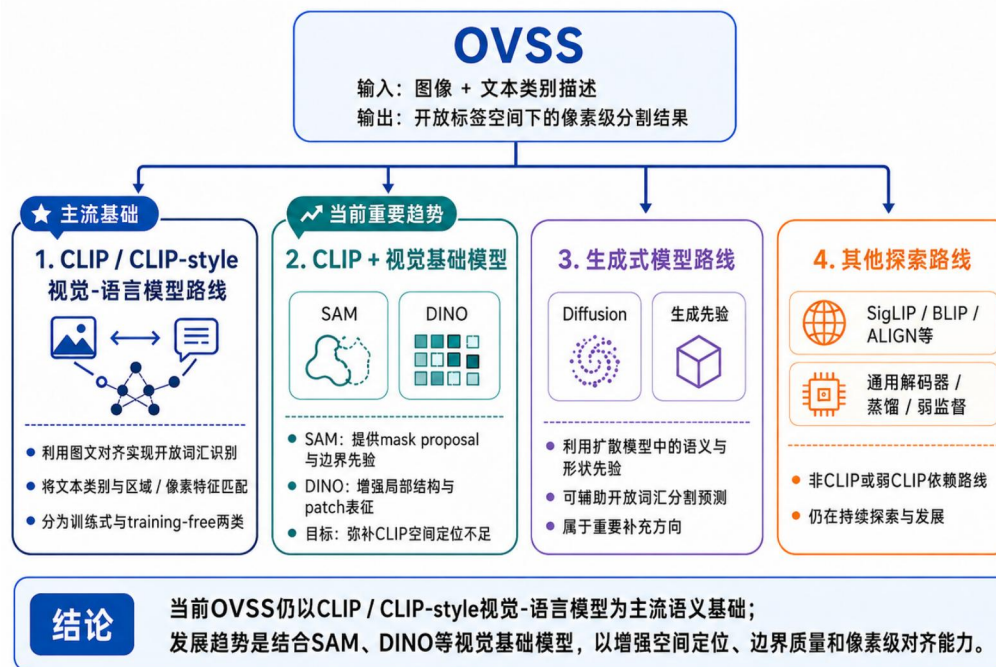 OVSS
输入：图像 + 文本类别描述
输出：开放标签空间下的像素级分割结果
主流基础
1. CLIP / CLIP-style
视觉-语言模型路线
利用图文对齐实现开放词汇识别
将文本类别与区域 / 像素特征匹配
分为训练式与training-free两类
当前重要趋势
2. CLIP + 视觉基础模型
SAM
DINO
SAM：提供mask proposal
与边界先验
DINO：增强局部结构与
patch表征
目标：弥补CLIP空间定位不足
3. 生成式模型路线
Diffusion
生成先验
利用扩散模型中的语义与
形状先验
可辅助开放词汇分割预测
属于重要补充方向
4. 其他探索路线
SigLIP / BLIP /
ALIGN等
通用解码器 /
蒸馏 / 弱监督
非CLIP或弱CLIP依赖路线
仍在持续探索与发展
结论
当前OVSS仍以CLIP / CLIP-style视觉-语言模型为主流语义基础；
发展趋势是结合SAM、DINO等视觉基础模型，以增强空间定位、边界质量和像素级对齐能力。